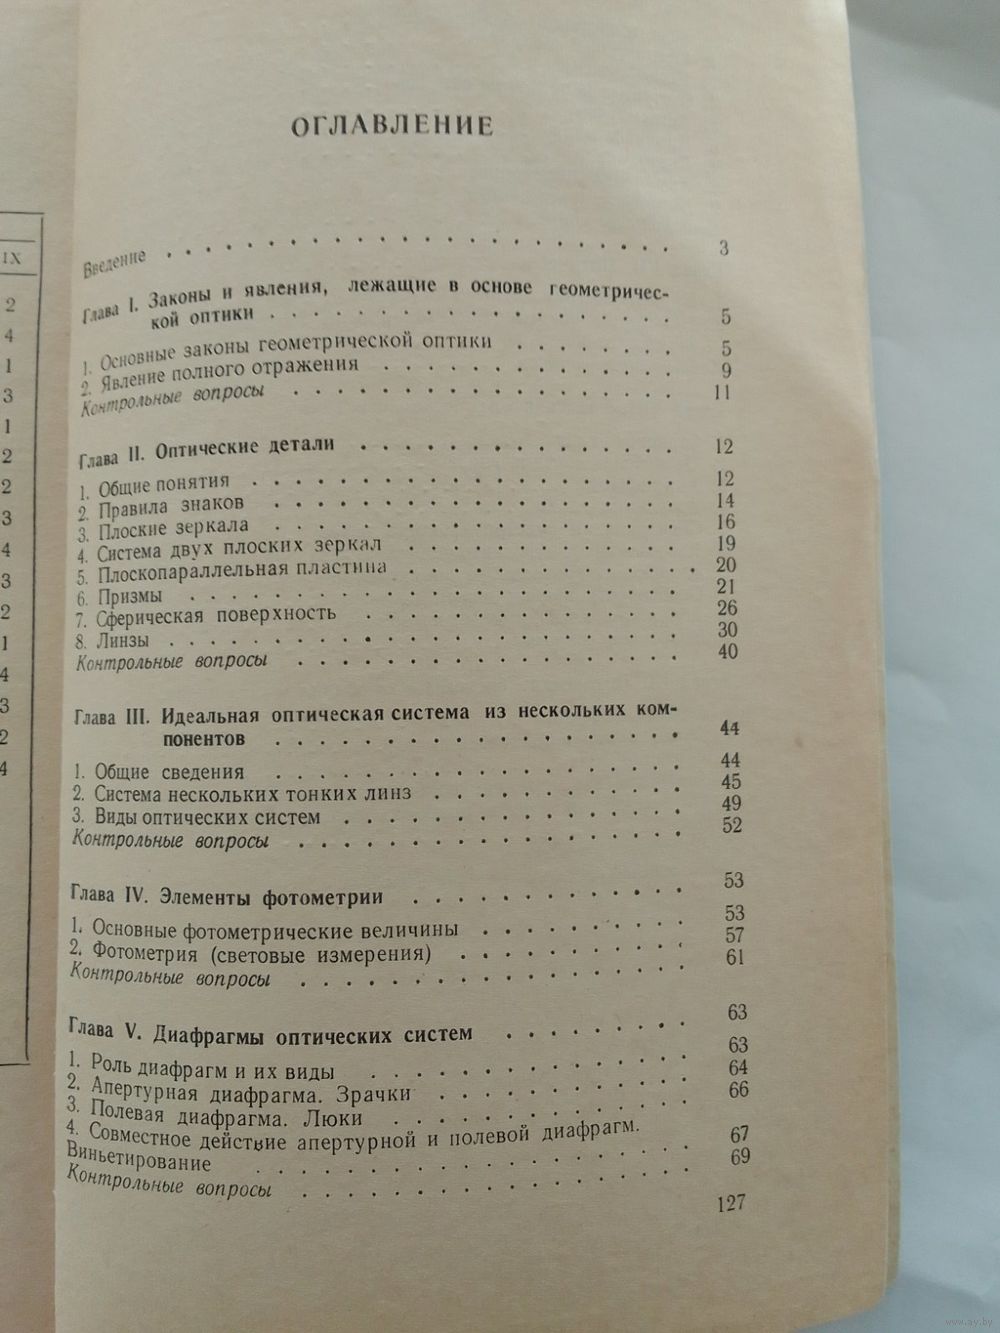 IX
2
4
1
3
1
2
2
3
4
3
2
1
4
3
2
4
ОГЛАВЛЕНИЕ
Введение . . . . . . . . . . . . . . . . . . . . . . 3
Глава I. Законы и явления, лежащие в основе геометричес-
кой оптики . . . . . . . . . . . . . . . . . . 5
1. Основные законы геометрической оптики . . . . . . . 5
2. Явление полного отражения . . . . . . . . . . . . . 9
Контрольные вопросы . . . . . . . . . . . . . . . . . 11
Глава II. Оптические детали . . . . . . . . . . . . . . 12
1. Общие понятия . . . . . . . . . . . . . . . . . . . 12
2. Правила знаков . . . . . . . . . . . . . . . . . . 14
3. Плоские зеркала . . . . . . . . . . . . . . . . . . 16
4. Система двух плоских зеркал . . . . . . . . . . . . 19
5. Плоскопараллельная пластина . . . . . . . . . . . . . 20
6. Призмы . . . . . . . . . . . . . . . . . . . . . . 21
7. Сферическая поверхность . . . . . . . . . . . . . . 26
8. Линзы . . . . . . . . . . . . . . . . . . . . . . . 30
Контрольные вопросы . . . . . . . . . . . . . . . . . 40
Глава III. Идеальная оптическая система из нескольких ком-
понентов . . . . . . . . . . . . . . . . . . 44
1. Общие сведения . . . . . . . . . . . . . . . . . . 44
2. Система нескольких тонких линз . . . . . . . . . . . 45
3. Виды оптических систем . . . . . . . . . . . . . . . 49
Контрольные вопросы . . . . . . . . . . . . . . . . . 52
Глава IV. Элементы фотометрии . . . . . . . . . . . . 53
1. Основные фотометрические величины . . . . . . . . . 53
2. Фотометрия (световые измерения) . . . . . . . . . . 57
Контрольные вопросы . . . . . . . . . . . . . . . . . 61
Глава V. Диафрагмы оптических систем . . . . . . . . 63
1. Роль диафрагм и их виды . . . . . . . . . . . . . . 63
2. Апертурная диафрагма. Зрачки . . . . . . . . . . . 64
3. Полевая диафрагма. Люки . . . . . . . . . . . . . 66
4. Совместное действие апертурной и полевой диафрагм.
Виньетирование . . . . . . . . . . . . . . . . . . . 67
Контрольные вопросы . . . . . . . . . . . . . . . . . 69
127
www.ay.by